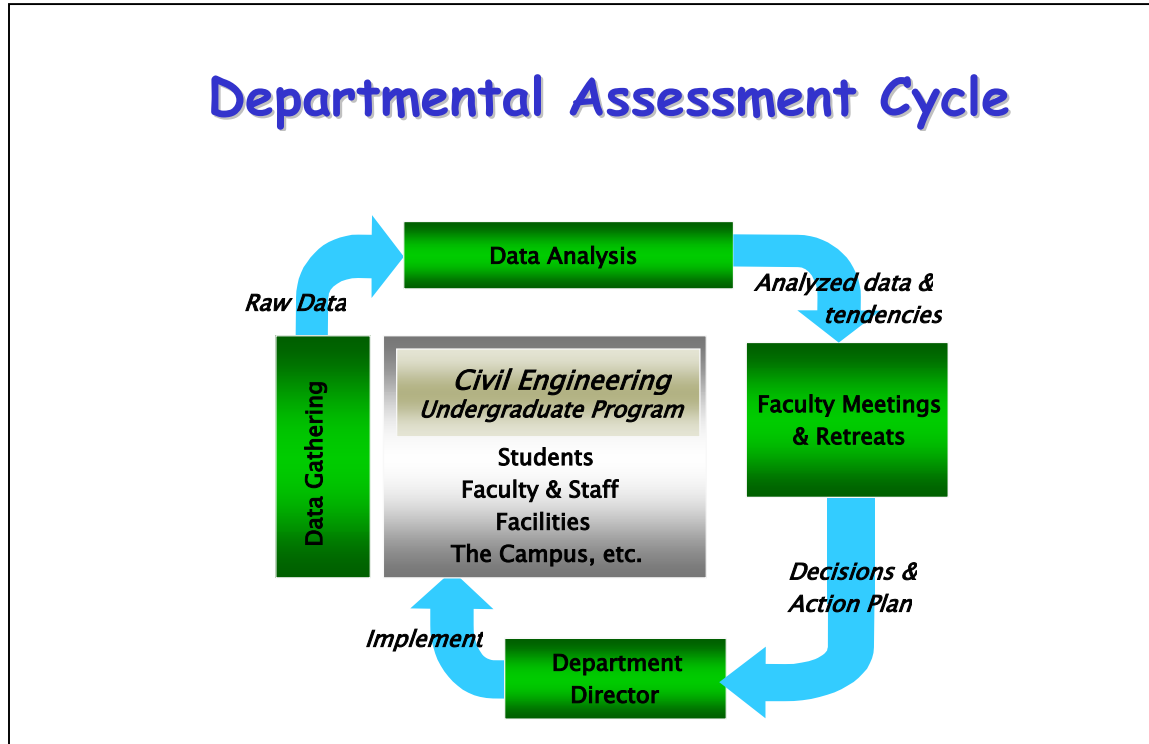 Departmental Assessment Cycle
Data Analysis
Raw Data
Analyzed data &
tendencies
Data Gathering
Civil Engineering
Undergraduate Program
Students
Faculty & Staff
Facilities
The Campus, etc.
Faculty Meetings
& Retreats
Decisions &
Action Plan
Implement
Department
Director